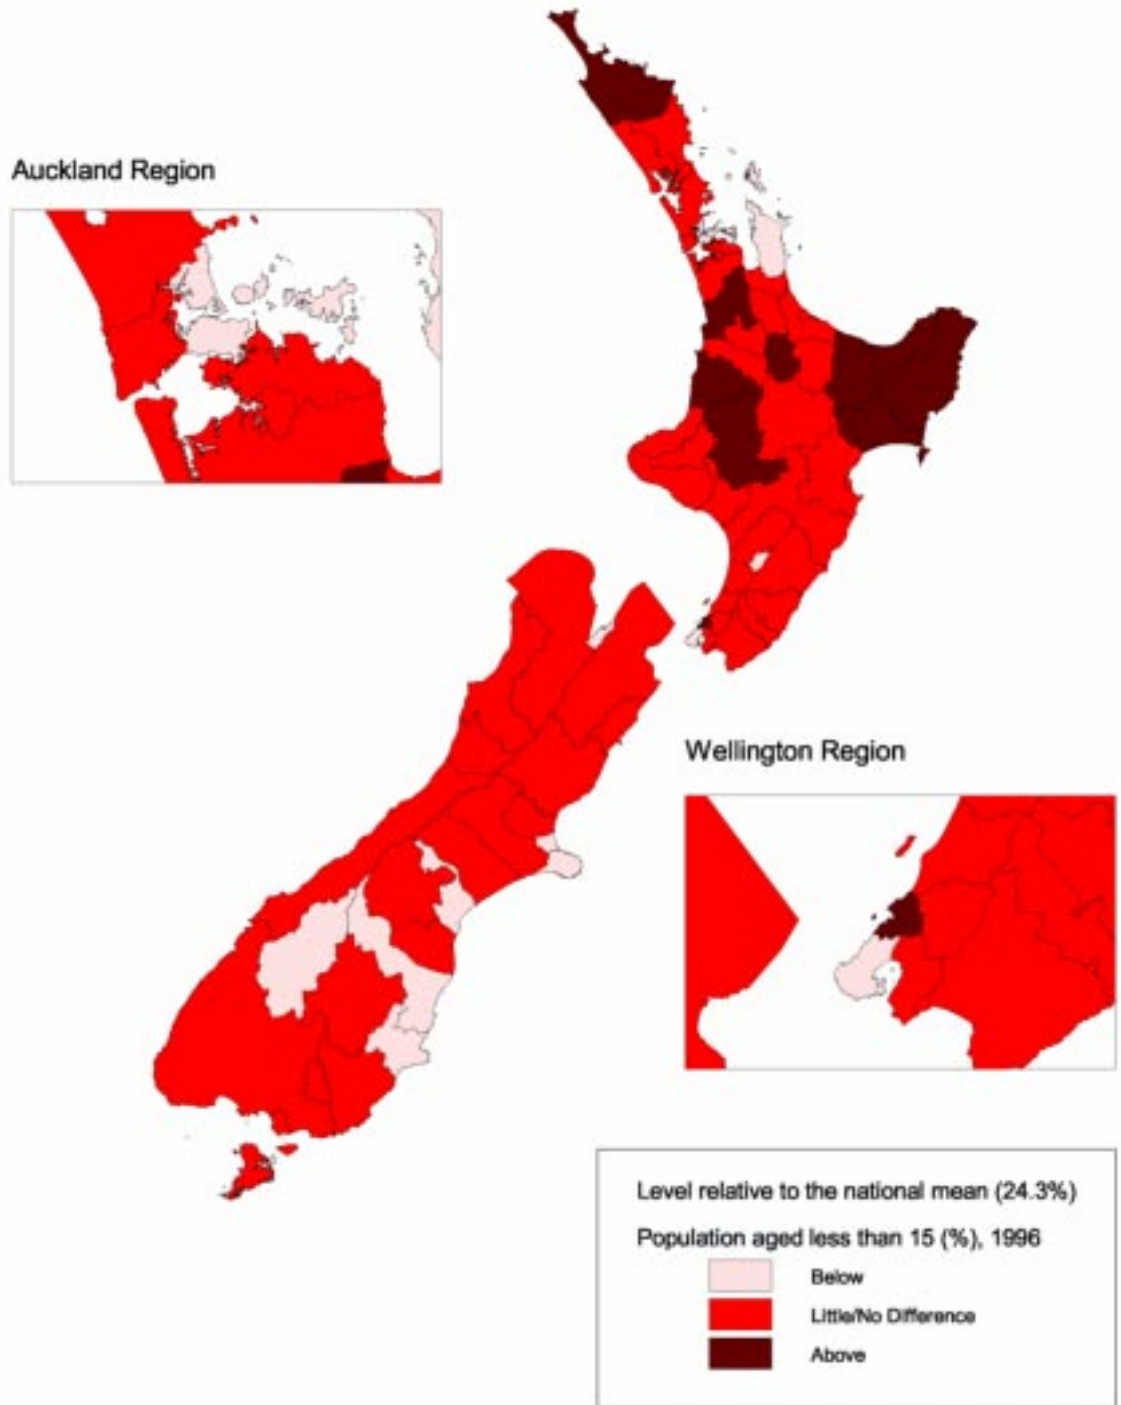 Auckland Region
Wellington Region
Level relative to the national mean (24.3%)
Population aged less than 15 (%), 1996
Below
Little/No Difference
Above